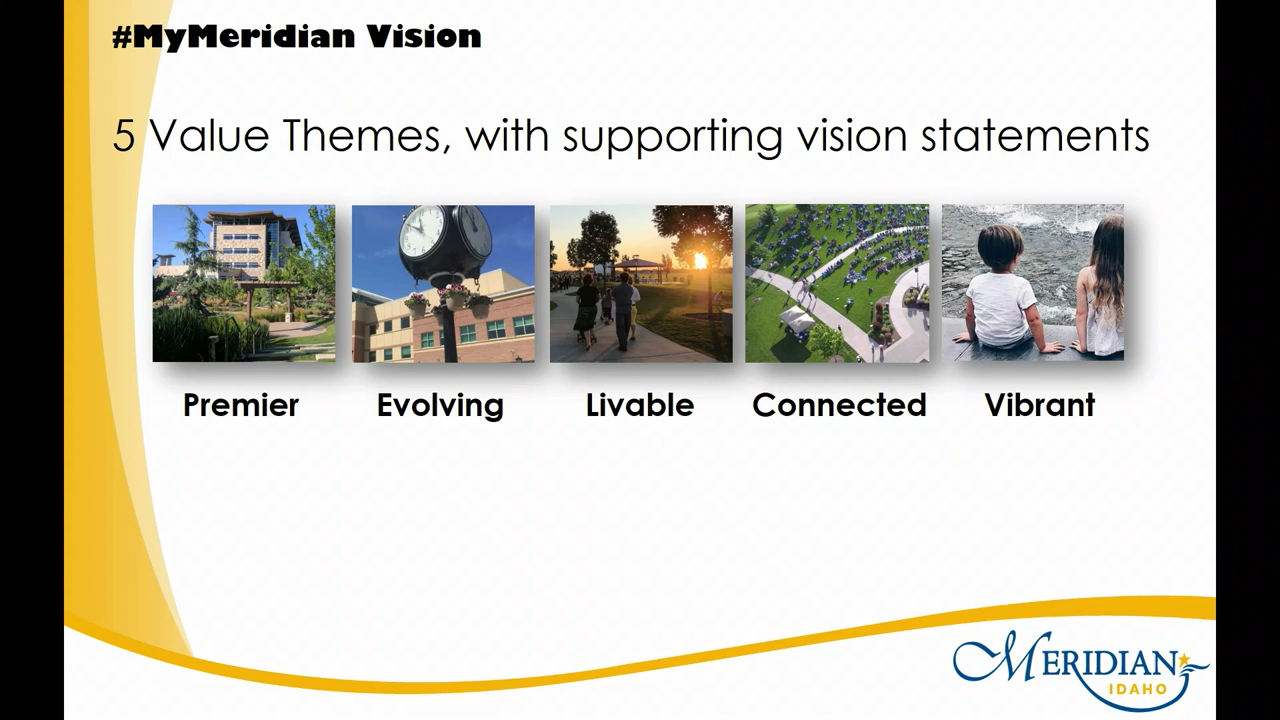 #MyMeridian Vision
5 Value Themes, with supporting vision statements
Premier Evolving Livable Connected Vibrant
MERIDIAN
IDAHO